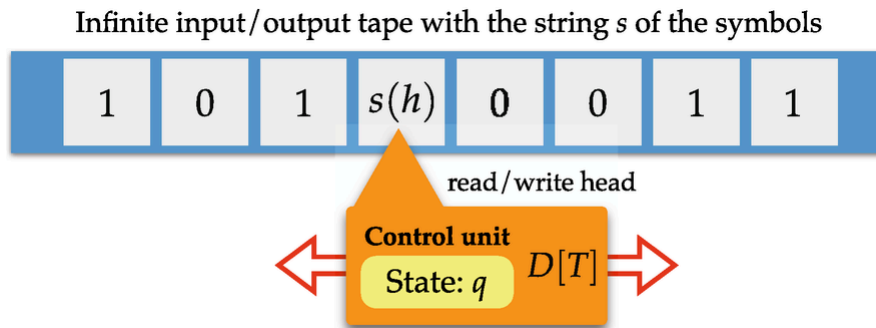 Infinite input/output tape with the string s of the symbols
1 0 1 s(h) 0 0 1 1
read/write head
Control unit
State: q D[T]